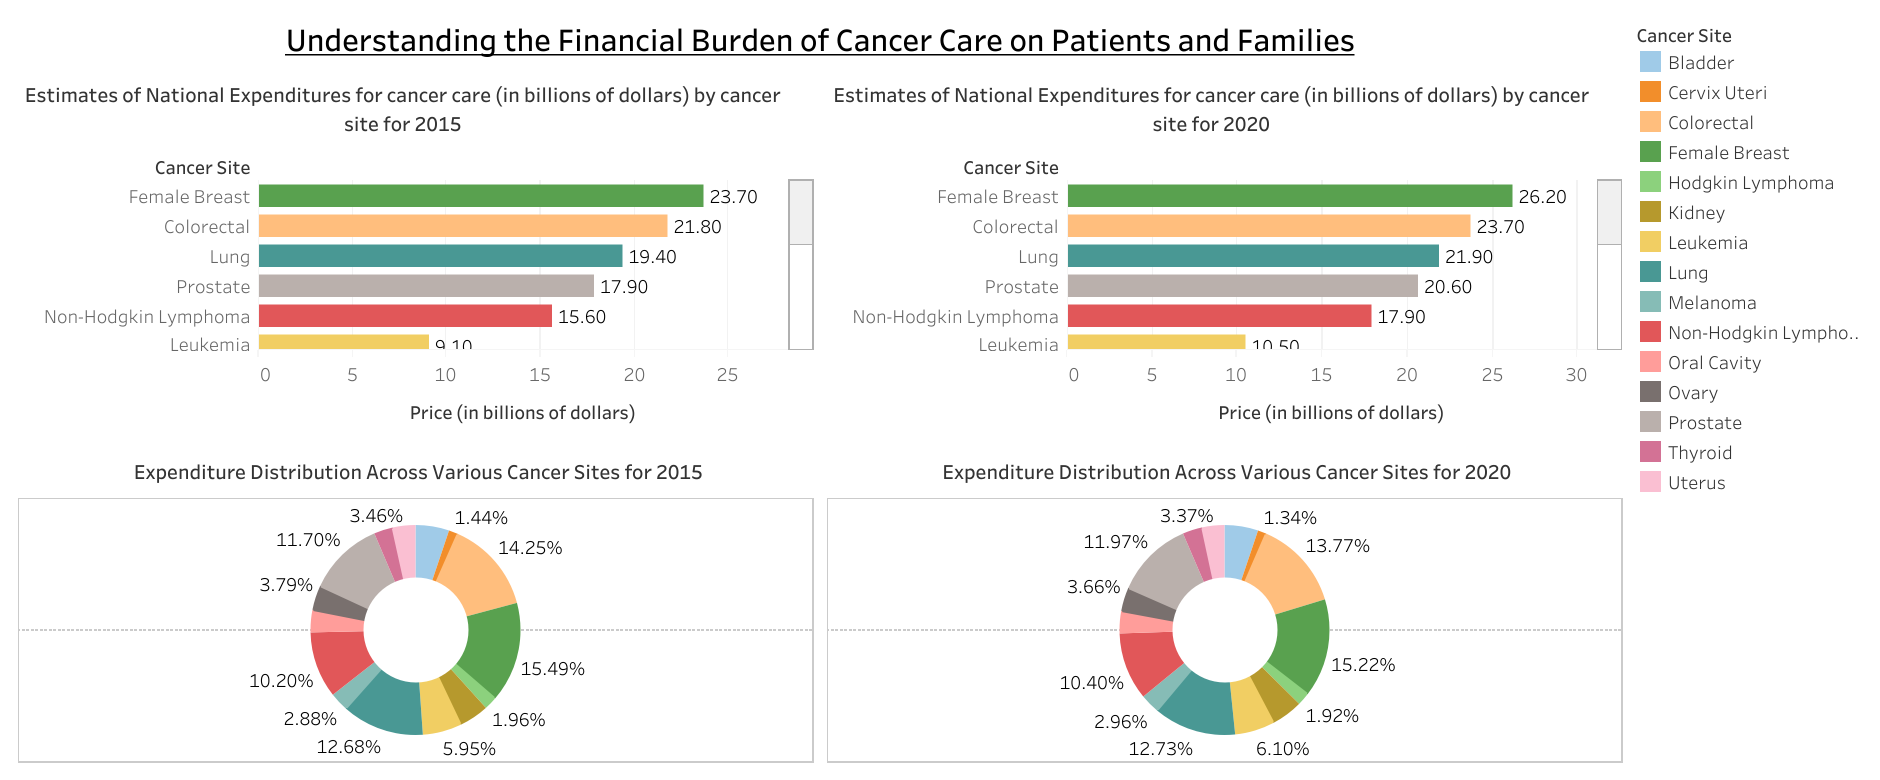 Understanding the Financial Burden of Cancer Care on Patients and Families
Estimates of National Expenditures for cancer care (in billions of dollars) by cancer
site for 2015
Cancer Site
Female Breast 23.70
Colorectal 21.80
Lung 19.40
Prostate 17.90
Non-Hodgkin Lymphoma 15.60
Leukemia 9.10
0 5 10 15 20 25
Price (in billions of dollars)
Estimates of National Expenditures for cancer care (in billions of dollars) by cancer
site for 2020
Cancer Site
Female Breast 26.20
Colorectal 23.70
Lung 21.90
Prostate 20.60
Non-Hodgkin Lymphoma 17.90
Leukemia 10.50
0 5 10 15 20 25 30
Price (in billions of dollars)
Expenditure Distribution Across Various Cancer Sites for 2015
3.46% 1.44%
11.70% 14.25%
3.79%
15.49%
10.20%
2.88% 1.96%
12.68% 5.95%
Expenditure Distribution Across Various Cancer Sites for 2020
3.37% 1.34%
11.97% 13.77%
3.66%
15.22%
10.40%
2.96% 1.92%
12.73% 6.10%
Cancer Site
Bladder
Cervix Uteri
Colorectal
Female Breast
Hodgkin Lymphoma
Kidney
Leukemia
Lung
Melanoma
Non-Hodgkin Lympho..
Oral Cavity
Ovary
Prostate
Thyroid
Uterus